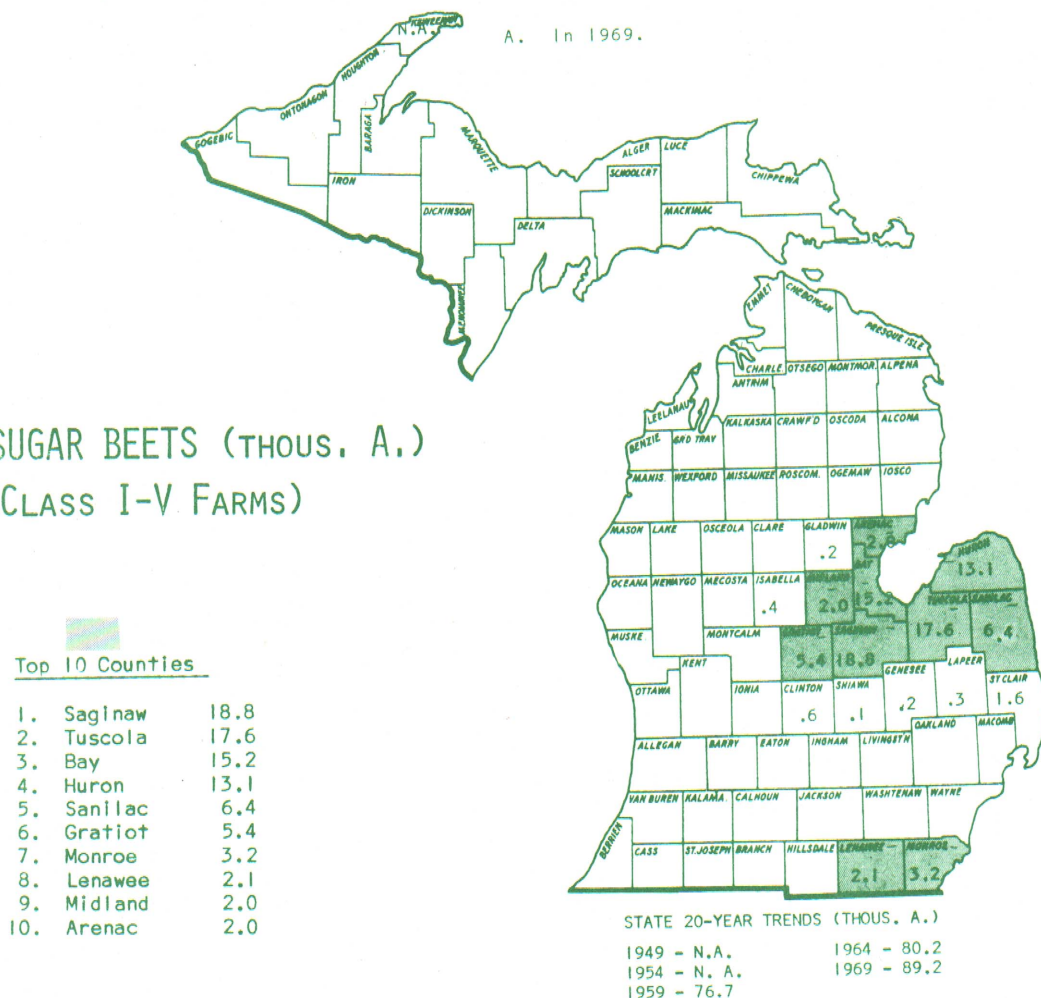 KEWEENAW
N.A.
A. In 1969.
HOUGHTON
ONTONAGON
GOGEBIC
BARAGA
MARQUETTE
ALGER
LUCE
SCHOOLCRT
CHIPPEWA
IRON
DICKINSON
MACKINAC
DELTA
MENOMINEE
EMMET
CHEBOYGAN
PRESQUE ISLE
CHARLE.
OTSEGO
MONTMOR.
ALPENA
ANTRIM
LEELANAU
KALKASKA
CRAWF'D
OSCODA
ALCONA
BENZIE
GRD TRAV
MANIS.
WEXFORD
MISSAUKEE
ROSCOM.
OGEMAW
IOSCO
SUGAR BEETS (THOUS. A.)
(CLASS I-V FARMS)
MASON
LAKE
OSCEOLA
CLARE
GLADWIN
.2
ARENAC
2.0
HURON
13.1
OCEANA
NEWAYGO
MECOSTA
ISABELLA
.4
MIDLAND
2.0
BAY
15.2
TUSCOLA
17.6
SANILAC
6.4
MUSKE
MONTCALM
GRATIOT
5.4
SAGINAW
18.8
KENT
GENESEE
.2
LAPEER
.3
ST CLAIR
1.6
OTTAWA
IONIA
CLINTON
.6
SHIAWA
.1
OAKLAND
MACOMB
ALLEGAN
BARRY
EATON
INGHAM
LIVINGST'N
VAN BUREN
KALAMA.
CALHOUN
JACKSON
WASHTENAW
WAYNE
BERRIEN
CASS
ST.JOSEPH
BRANCH
HILLSDALE
LENAWEE
2.1
MONROE
3.2
Top 10 Counties
1. Saginaw 18.8
2. Tuscola 17.6
3. Bay 15.2
4. Huron 13.1
5. Sanilac 6.4
6. Gratiot 5.4
7. Monroe 3.2
8. Lenawee 2.1
9. Midland 2.0
10. Arenac 2.0
STATE 20-YEAR TRENDS (THOUS. A.)
1949 - N.A. 1964 - 80.2
1954 - N. A. 1969 - 89.2
1959 - 76.7